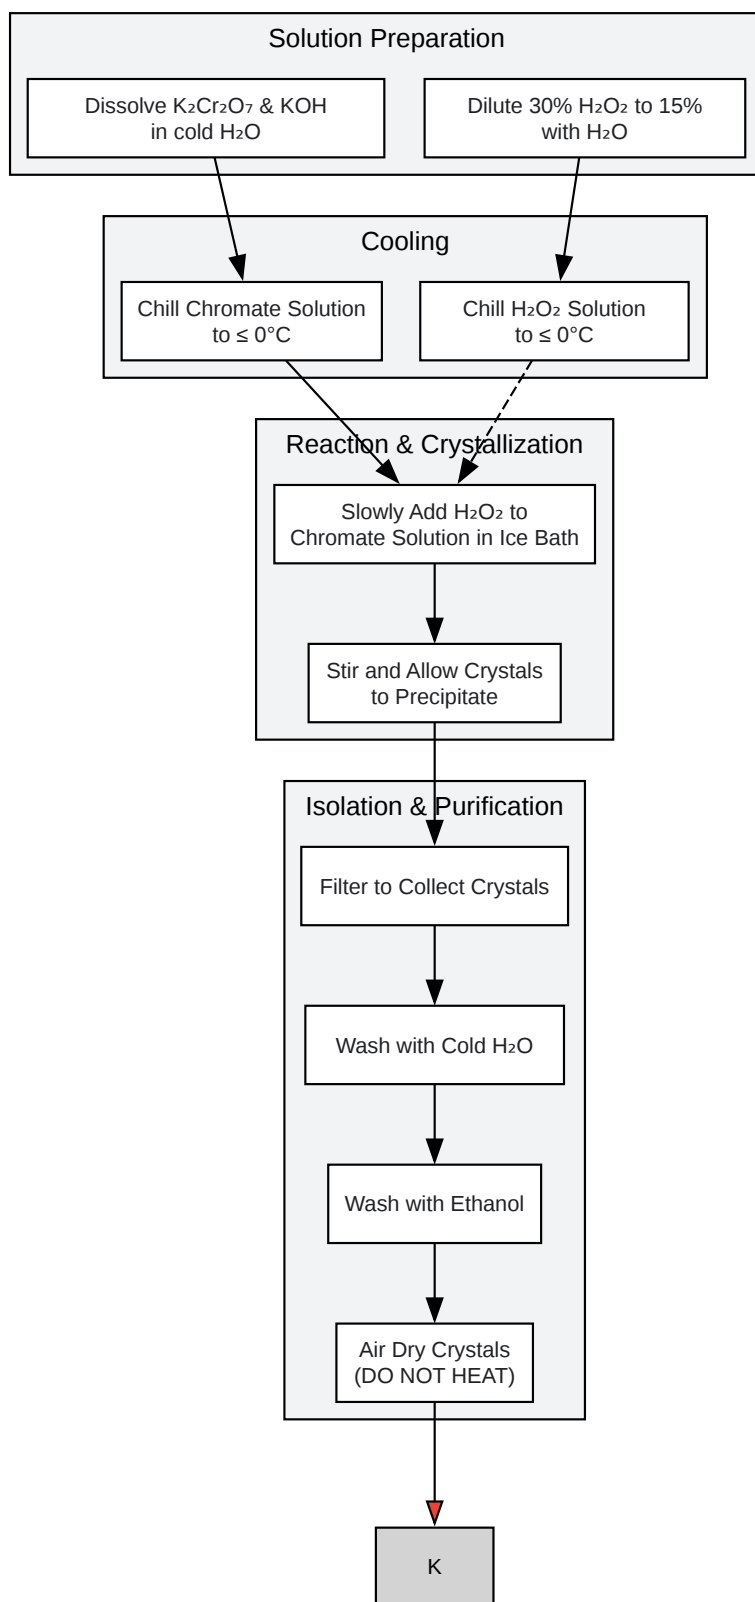 Solution Preparation
Dissolve K₂Cr₂O₇ & KOH
in cold H₂O
Dilute 30% H₂O₂ to 15%
with H₂O
Cooling
Chill Chromate Solution
to ≤ 0°C
Chill H₂O₂ Solution
to ≤ 0°C
Reaction & Crystallization
Slowly Add H₂O₂ to
Chromate Solution in Ice Bath
Stir and Allow Crystals
to Precipitate
Isolation & Purification
Filter to Collect Crystals
Wash with Cold H₂O
Wash with Ethanol
Air Dry Crystals
(DO NOT HEAT)
K